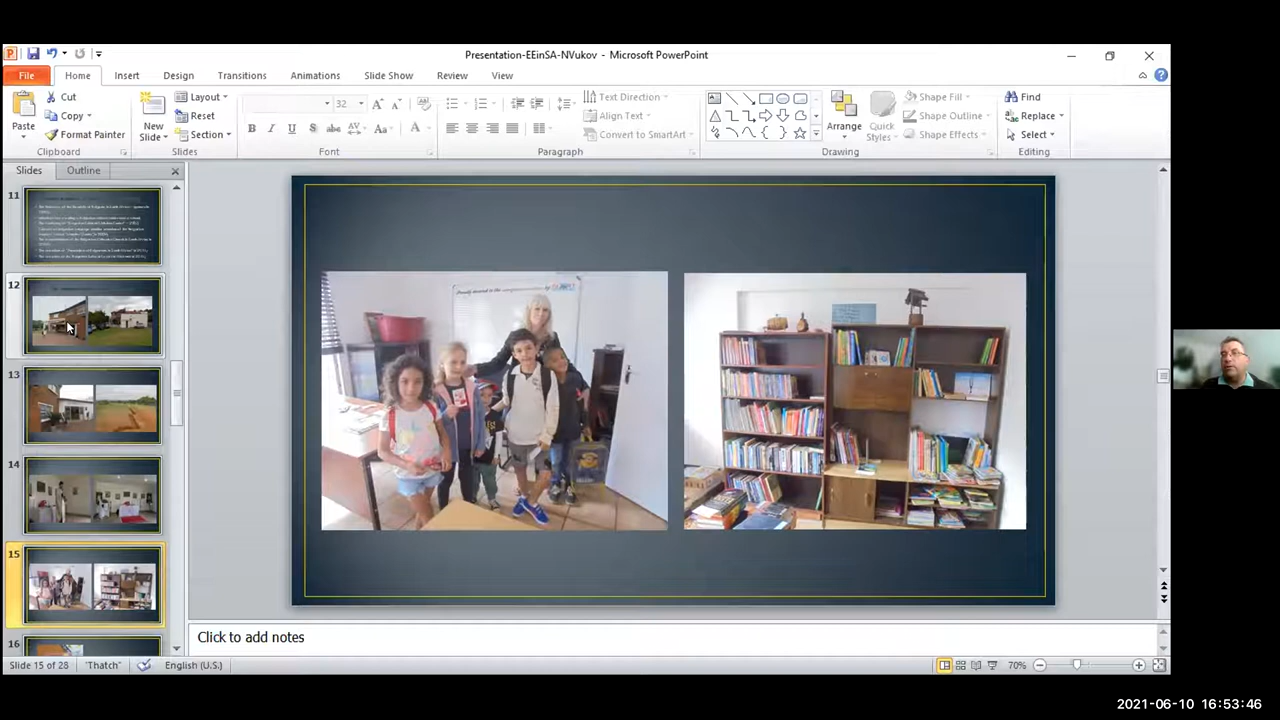 Presentation-EEinSA-NVukov - Microsoft PowerPoint
File Home Insert Design Transitions Animations Slide Show Review View
Paste
Cut
Copy
Format Painter
Clipboard
New
Slide
Layout
Reset
Section
Slides
32
Font
Text Direction
Align Text
Convert to SmartArt
Paragraph
Arrange
Quick
Styles
Shape Fill
Shape Outline
Shape Effects
Drawing
Find
Replace
Select
Editing
Slides Outline
11
12
13
14
15
16
Click to add notes
Slide 15 of 28 "Thatch" English (U.S.) 70%
2021-06-10 16:53:46